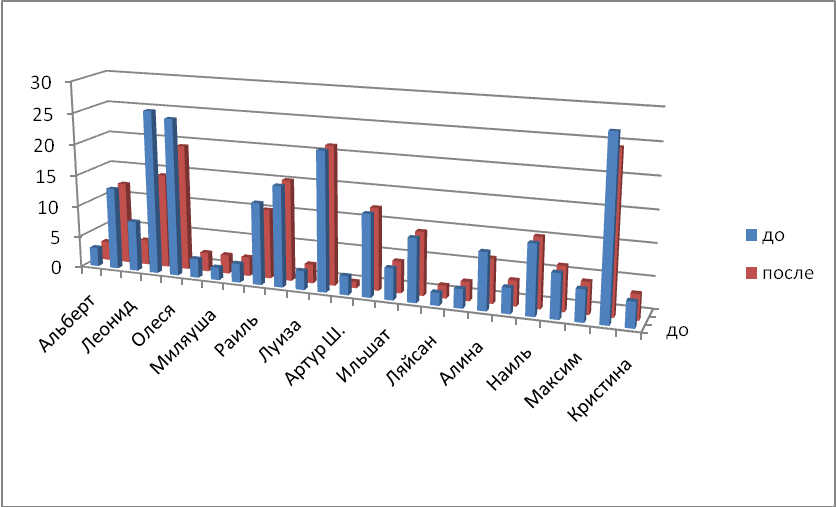 30
25
20
15
10
5
0
Альберт
Леонид
Олеся
Миляуша
Раиль
Луиза
Артур Ш.
Ильшат
Ляйсан
Алина
Наиль
Максим
Кристина
до
до
после